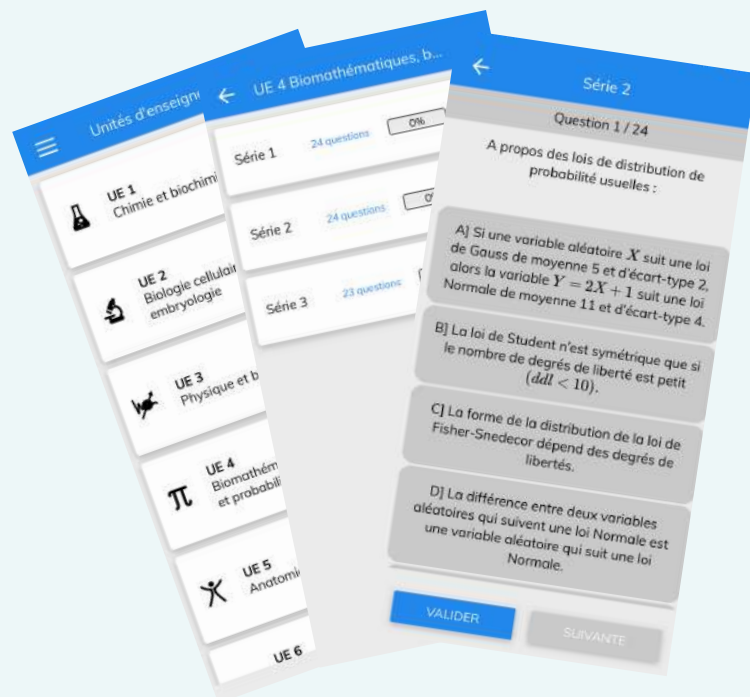 Unités d'enseigne
UE 1
Chimie et biochimi
UE 2
Biologie cellulair
embryologie
UE 3
Physique et b
UE 4
Biomathém
et probabili
UE 5
Anatomi
UE 6
UE 4 Biomathématiques, b...
Série 1 24 questions 0%
Série 2 24 questions 0
Série 3 23 questions
Série 2
Question 1 / 24
A propos des lois de distribution de
probabilité usuelles :
A] Si une variable aléatoire X suit une loi
de Gauss de moyenne 5 et d'écart-type 2,
alors la variable Y = 2X + 1 suit une loi
Normale de moyenne 11 et d'écart-type 4.
B] La loi de Student n'est symétrique que si
le nombre de degrés de liberté est petit
(ddl < 10).
C] La forme de la distribution de la loi de
Fisher-Snedecor dépend des degrés de
libertés.
D] La différence entre deux variables
aléatoires qui suivent une loi Normale est
une variable aléatoire qui suit une loi
Normale.
VALIDER
SUIVANTE